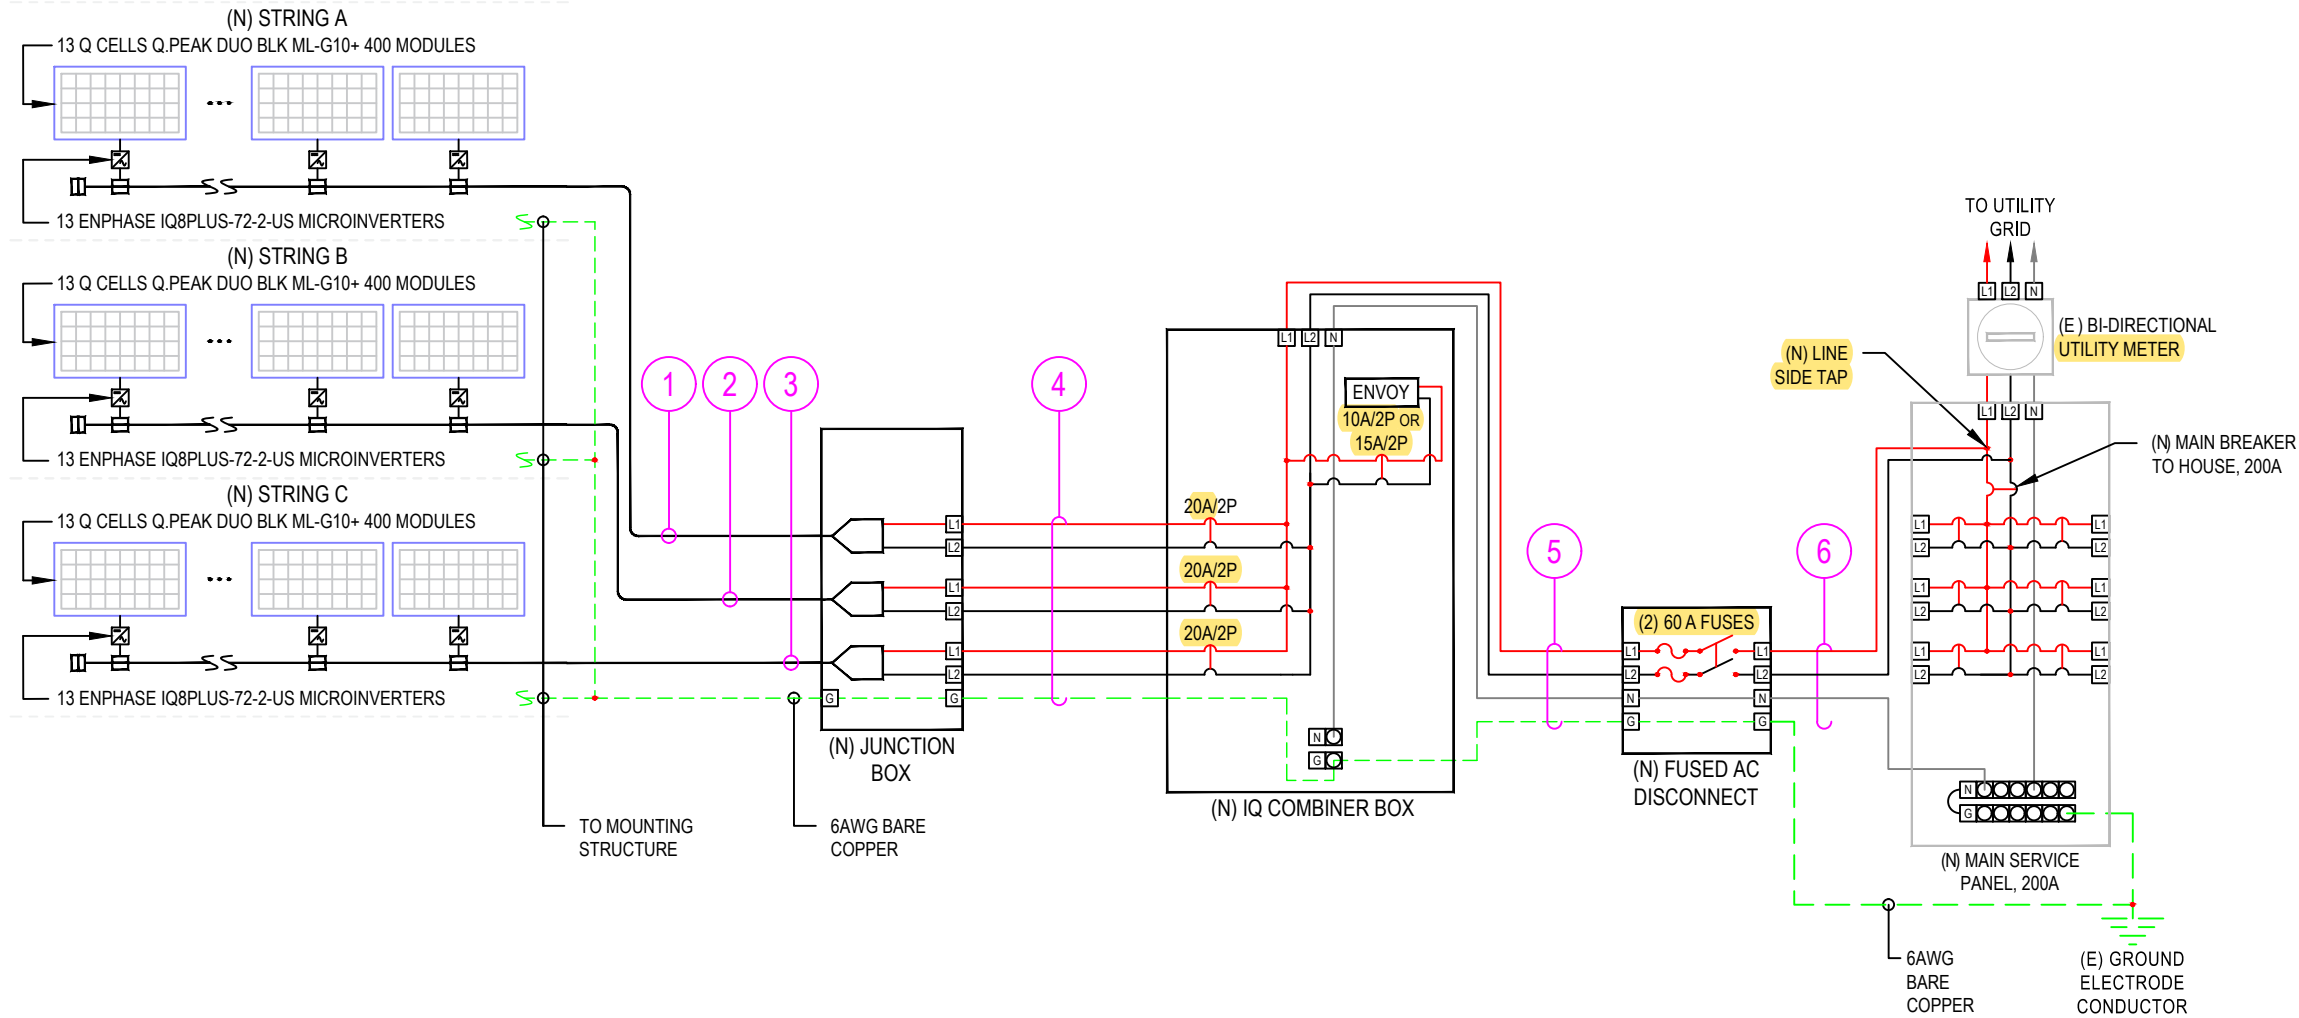 (N) STRING A
13 Q CELLS Q.PEAK DUO BLK ML-G10+ 400 MODULES
13 ENPHASE IQ8PLUS-72-2-US MICROINVERTERS
(N) STRING B
13 Q CELLS Q.PEAK DUO BLK ML-G10+ 400 MODULES
13 ENPHASE IQ8PLUS-72-2-US MICROINVERTERS
(N) STRING C
13 Q CELLS Q.PEAK DUO BLK ML-G10+ 400 MODULES
13 ENPHASE IQ8PLUS-72-2-US MICROINVERTERS
TO MOUNTING
STRUCTURE
1
2
3
L1
L2
L1
L2
L1
L2
G
G
(N) JUNCTION
BOX
6AWG BARE
COPPER
4
L1 L2 N
ENVOY
10A/2P OR
15A/2P
20A/2P
20A/2P
20A/2P
N
G
(N) IQ COMBINER BOX
5
(2) 60 A FUSES
L1 L1
L2 L2
N N
G G
(N) FUSED AC
DISCONNECT
6
TO UTILITY
GRID
L1 L2 N
(E) BI-DIRECTIONAL
UTILITY METER
(N) LINE
SIDE TAP
L1 L2 N
(N) MAIN BREAKER
TO HOUSE, 200A
L1 L1
L2 L2
L1 L1
L2 L2
L1 L1
L2 L2
N
G
(N) MAIN SERVICE
PANEL, 200A
6AWG
BARE
COPPER
(E) GROUND
ELECTRODE
CONDUCTOR